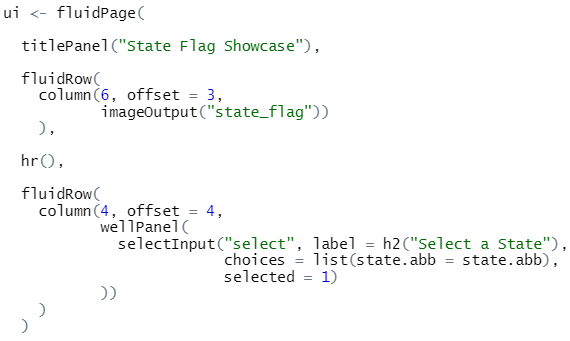 ui <- fluidPage(
titlePanel("State Flag Showcase"),
fluidRow(
column(6, offset = 3,
imageOutput("state_flag"))
),
hr(),
fluidRow(
column(4, offset = 4,
wellPanel(
selectInput("select", label = h2("Select a State"),
choices = list(state.abb = state.abb),
selected = 1)
))
)
)